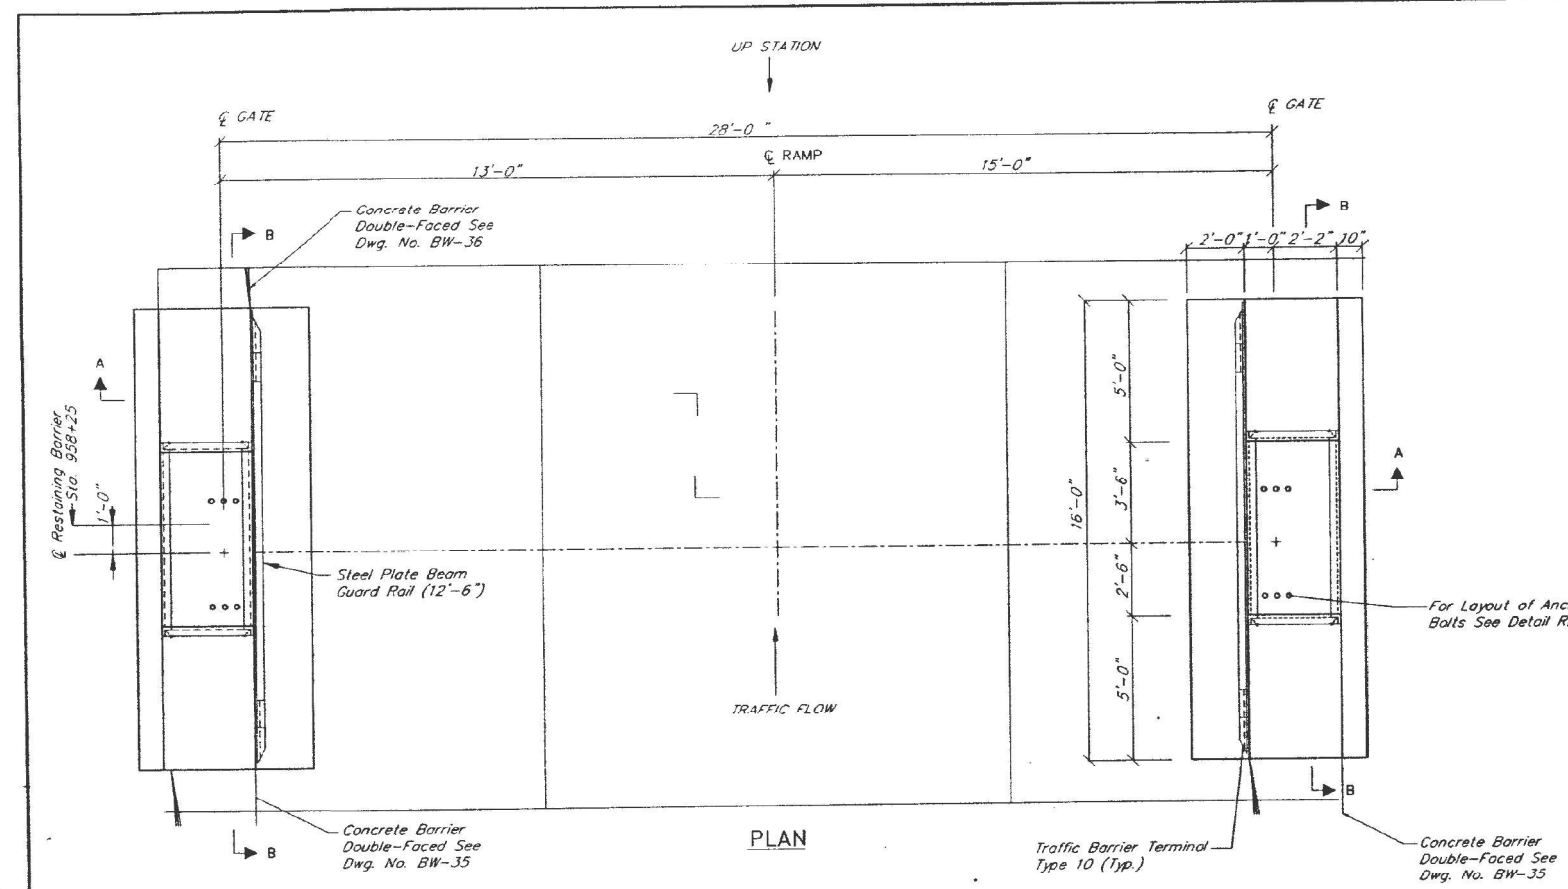 UP STATION
℄ GATE
℄ GATE
28'-0 "
℄ RAMP
13'-0"
15'-0"
Concrete Barrier
Double-Faced See
Dwg. No. BW-36
B
B
2'-0"
1'-0"
2'-2"
10"
A
A
℄ Restaining Barrier
Sta. 958+25
1'-0"
5'-0"
3'-6"
16'-0"
2'-6"
5'-0"
Steel Plate Beam
Guard Rail (12'-6")
For Layout of
Bolts See Detail
TRAFFIC FLOW
B
B
Concrete Barrier
Double-Faced See
Dwg. No. BW-35
PLAN
Traffic Barrier Terminal
Type 10 (Typ.)
Concrete Barrier
Double-Faced See
Dwg. No. BW-35